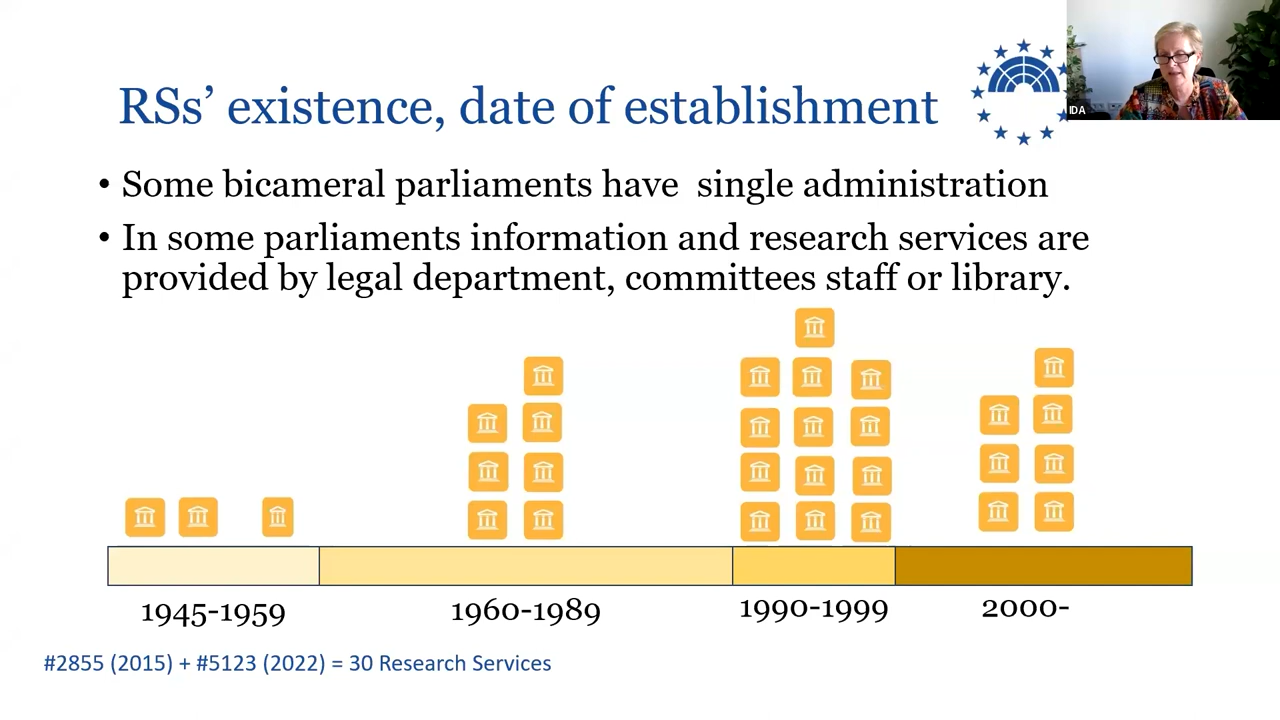 RSs’ existence, date of establishment
IDA
• Some bicameral parliaments have  single administration
• In some parliaments information and research services are
provided by legal department, committees staff or library.
1945-1959
1960-1989
1990-1999
2000-
#2855 (2015) + #5123 (2022) = 30 Research Services